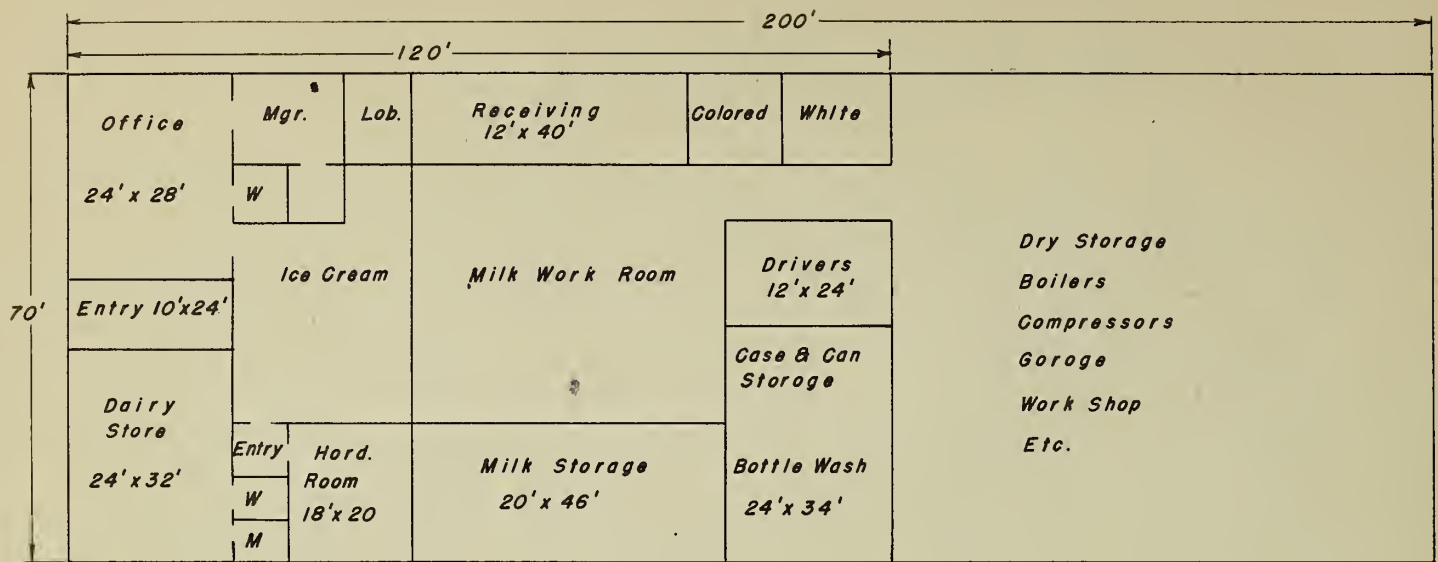 200'
120'
70'
Office
24' x 28'
Mgr.
Lob.
Receiving
12' x 40'
Colored
White
W
Ice Cream
Milk Work Room
Drivers
12' x 24'
Entry 10'x24'
Case & Can
Storoge
Dairy
Store
24' x 32'
Entry
W
M
Hord.
Room
18' x 20
Milk Storage
20' x 46'
Bottle Wash
24' x 34'
Dry Storage
Boilers
Compressors
Goroge
Work Shop
Etc.